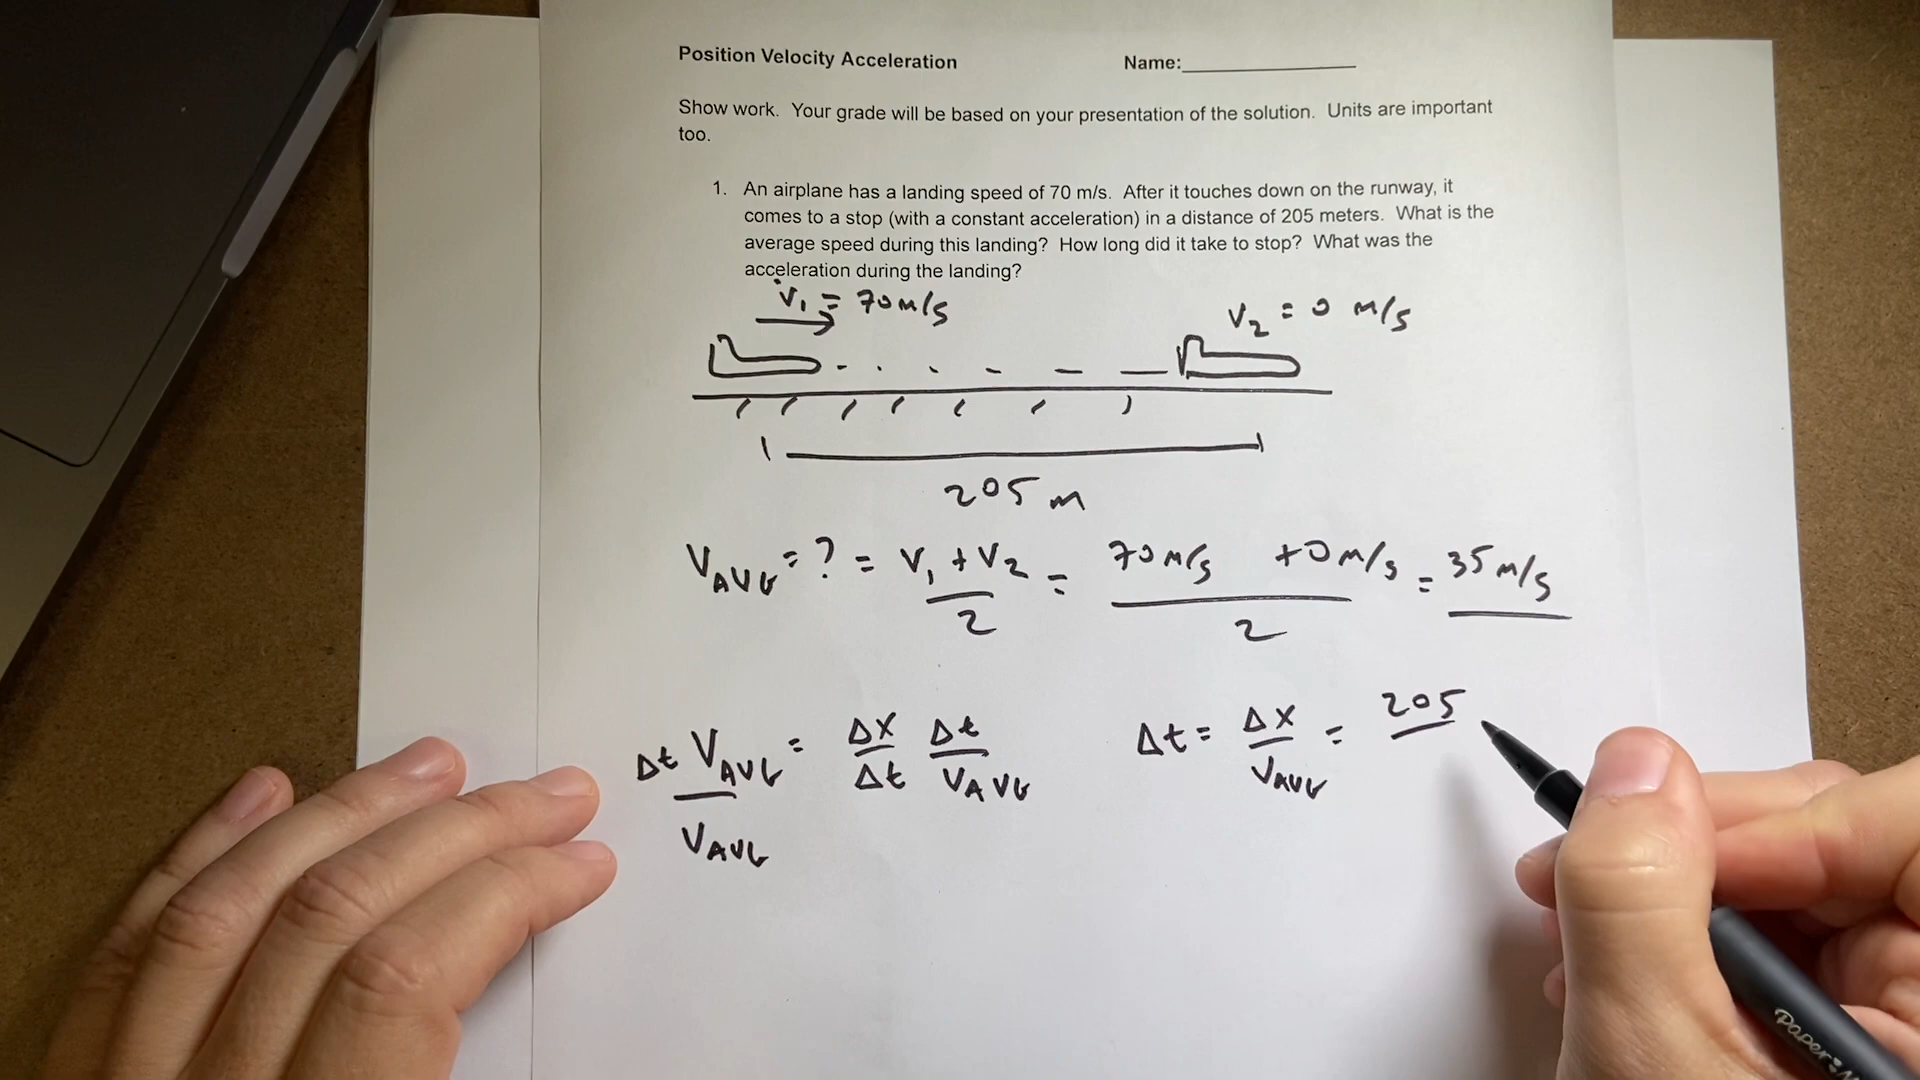 Position Velocity Acceleration Name:
Show work. Your grade will be based on your presentation of the solution. Units are important
too.
1. An airplane has a landing speed of 70 m/s. After it touches down on the runway, it
comes to a stop (with a constant acceleration) in a distance of 205 meters. What is the
average speed during this landing? How long did it take to stop? What was the
acceleration during the landing?
V₁ = 70 m/s V₂ = 0 m/s
205 m
VAVG = ? = V₁ + V₂ / 2 = 70 m/s + 0 m/s / 2 = 35 m/s
Δt VAVG / VAVG = Δx / Δt Δt / VAVG Δt = Δx / VAVG = 205
Paper